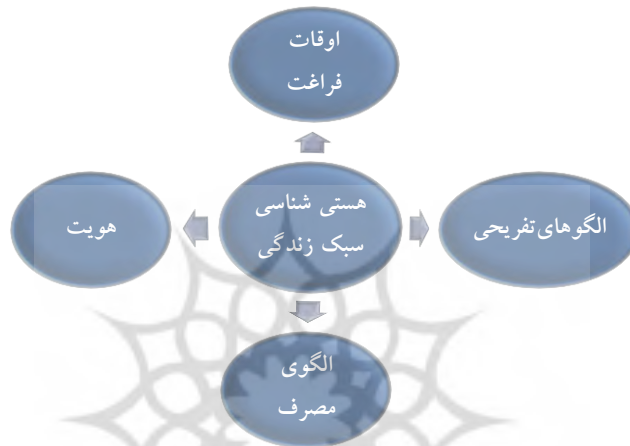 اوقات
فراغت
هستی شناسی
سبک زندگی
الگوهای تفریحی
هویت
الگوی
مصرف